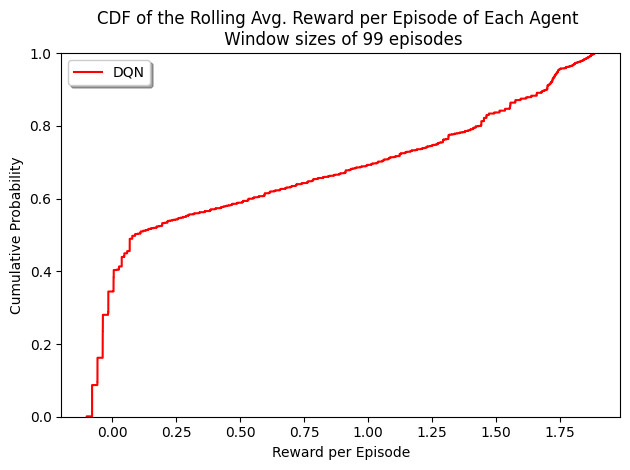 CDF of the Rolling Avg. Reward per Episode of Each Agent
Window sizes of 99 episodes
DQN
Cumulative Probability
1.0
0.8
0.6
0.4
0.2
0.0
0.00 0.25 0.50 0.75 1.00 1.25 1.50 1.75
Reward per Episode